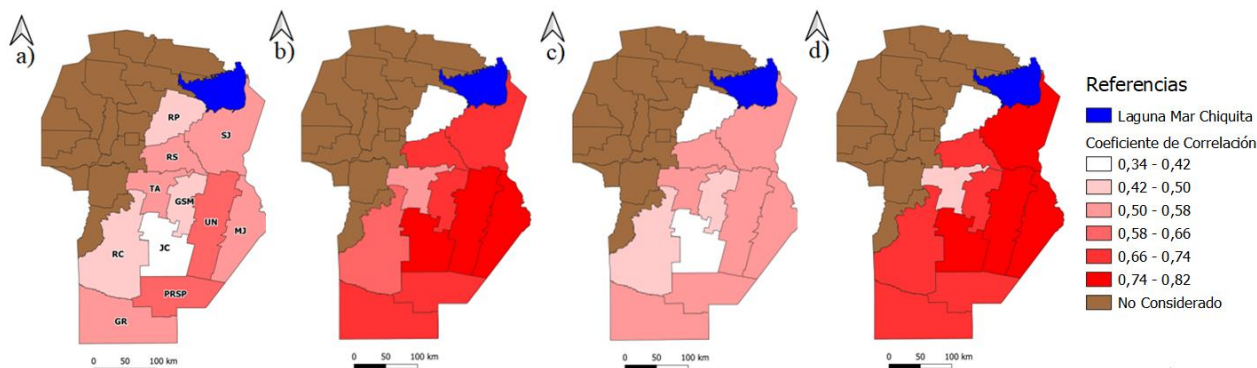 a)
b)
c)
d)
RP
SJ
RS
TA
GSM
UN
MJ
JC
RC
PRSP
GR
0 50 100 km
0 50 100 km
0 50 100 km
0 50 100 km
Referencias
Laguna Mar Chiquita
Coeficiente de Correlación
0,34 - 0,42
0,42 - 0,50
0,50 - 0,58
0,58 - 0,66
0,66 - 0,74
0,74 - 0,82
No Considerado